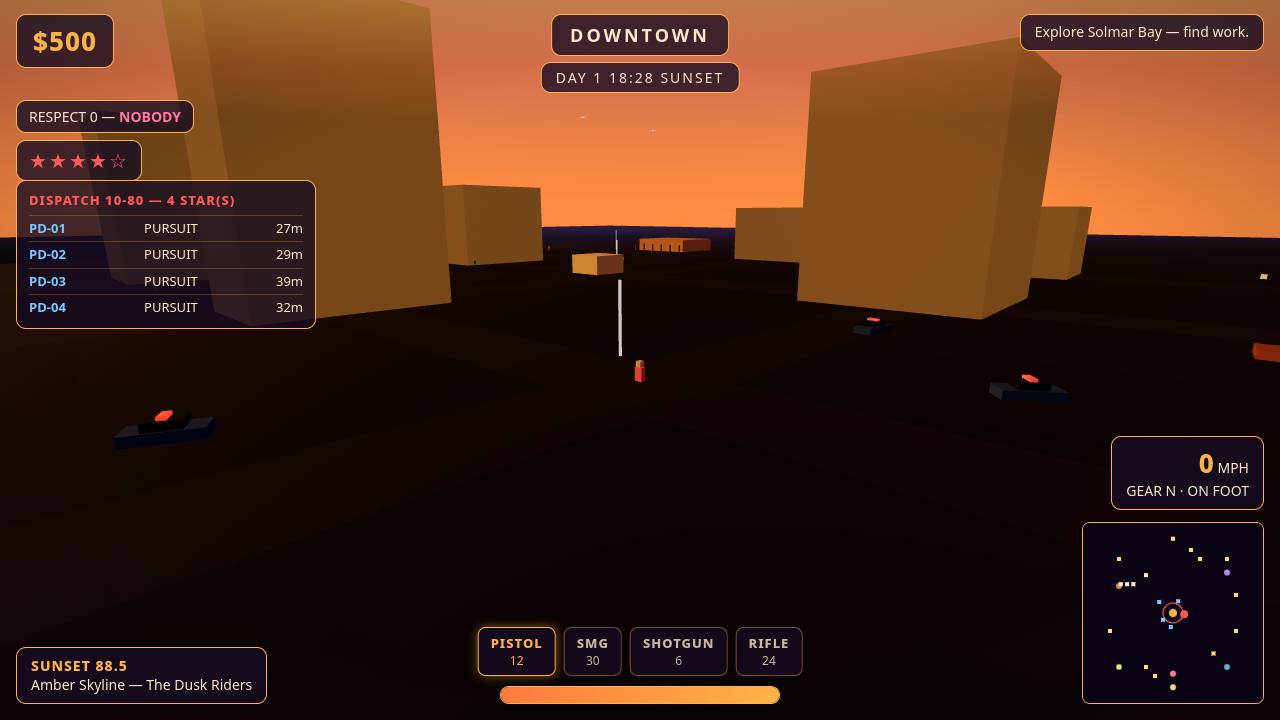 $500
DOWNTOWN
DAY 1 18:28 SUNSET
Explore Solmar Bay — find work.
RESPECT 0 — NOBODY
★★★★☆
DISPATCH 10-80 — 4 STAR(S)
PD-01 PURSUIT 27m
PD-02 PURSUIT 29m
PD-03 PURSUIT 39m
PD-04 PURSUIT 32m
0 MPH
GEAR N · ON FOOT
PISTOL SMG SHOTGUN RIFLE
12 30 6 24
SUNSET 88.5
Amber Skyline — The Dusk Riders